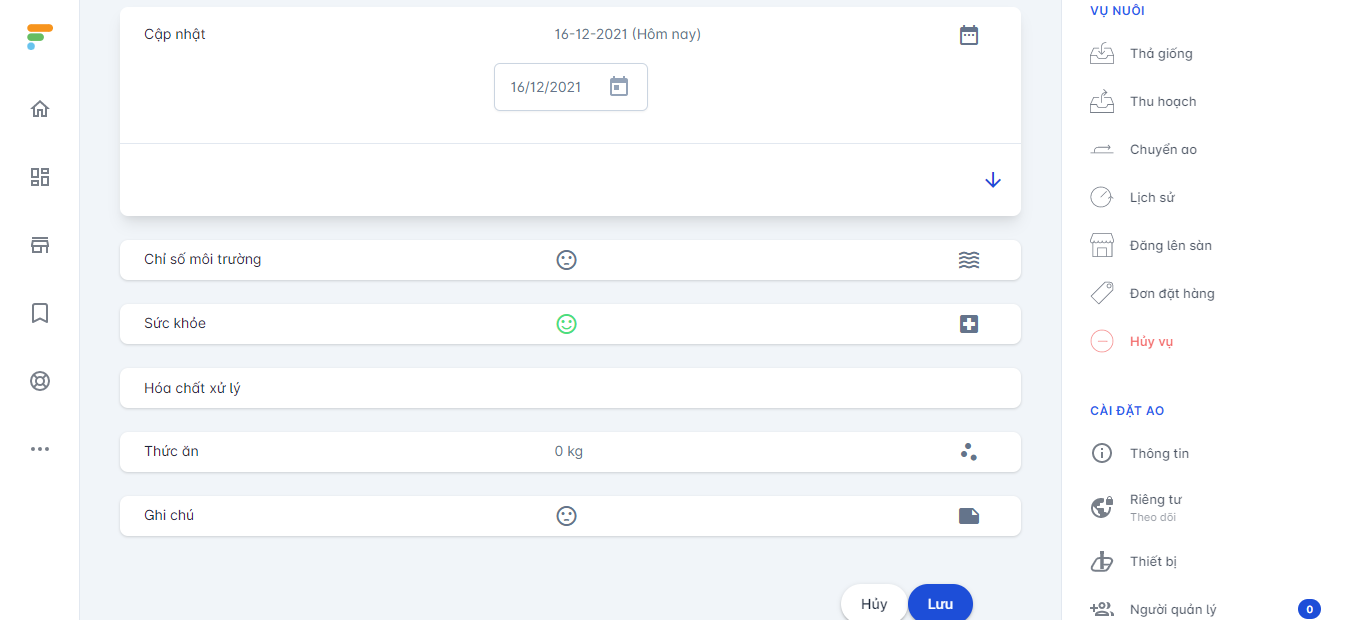 Cập nhật
16-12-2021 (Hôm nay)
16/12/2021
Chỉ số môi trường
Sức khỏe
Hóa chất xử lý
Thức ăn
0 kg
Ghi chú
Hủy
Lưu
VỤ NUÔI
Thả giống
Thu hoạch
Chuyển ao
Lịch sử
Đăng lên sàn
Đơn đặt hàng
Hủy vụ
CÀI ĐẶT AO
Thông tin
Riêng tư
Theo dõi
Thiết bị
Người quản lý
0